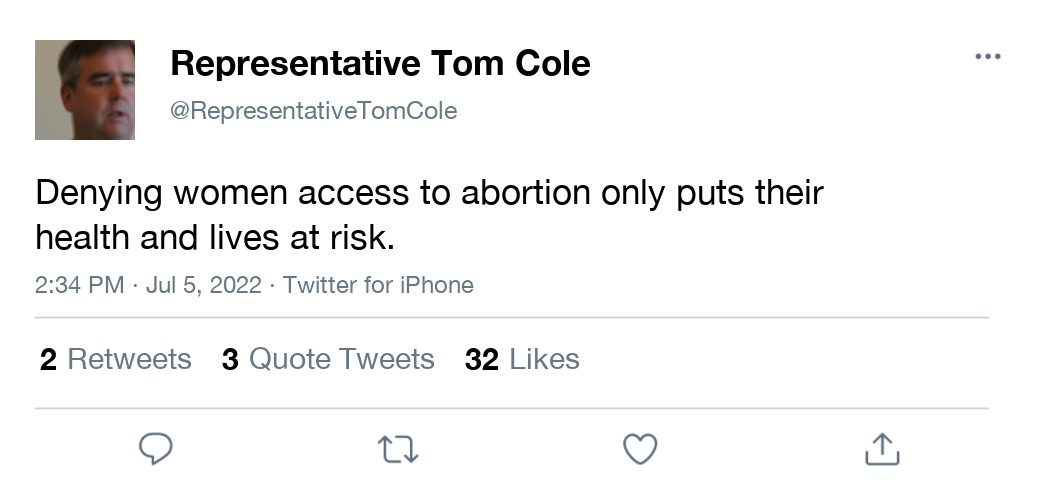 Representative Tom Cole
@RepresentativeTomCole
Denying women access to abortion only puts their
health and lives at risk.
2:34 PM · Jul 5, 2022 · Twitter for iPhone
2 Retweets 3 Quote Tweets 32 Likes